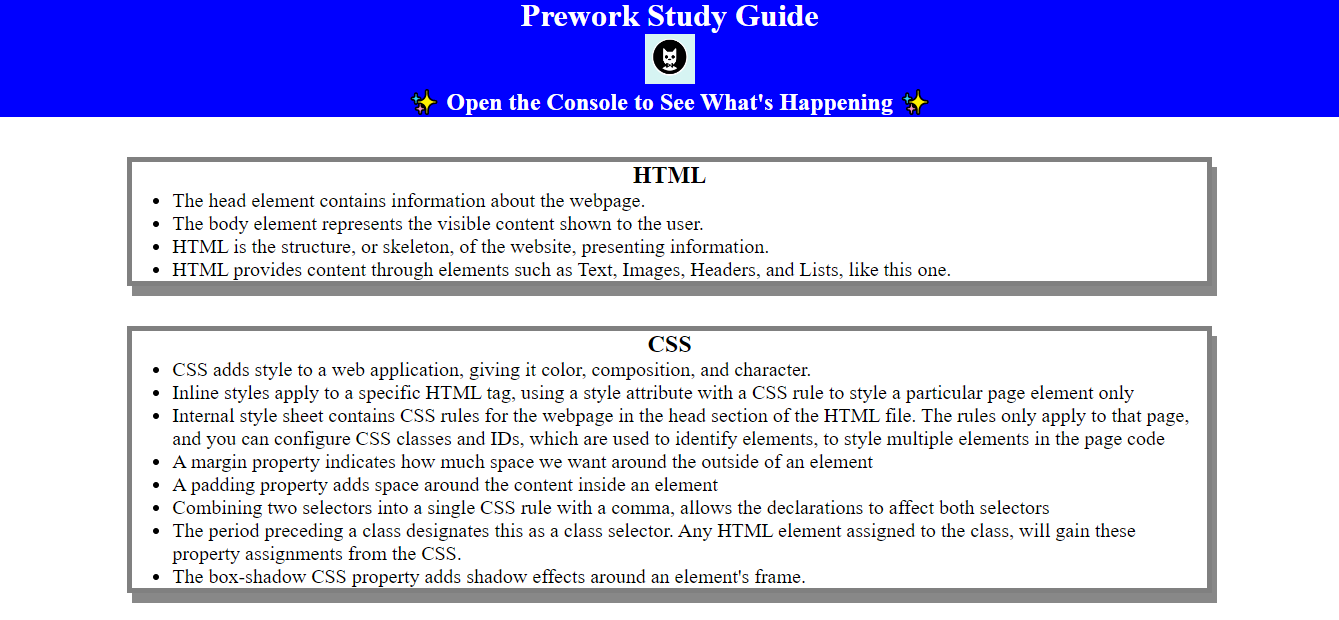 Prework Study Guide
✨ Open the Console to See What's Happening ✨
HTML
• The head element contains information about the webpage.
• The body element represents the visible content shown to the user.
• HTML is the structure, or skeleton, of the website, presenting information.
• HTML provides content through elements such as Text, Images, Headers, and Lists, like this one.
CSS
• CSS adds style to a web application, giving it color, composition, and character.
• Inline styles apply to a specific HTML tag, using a style attribute with a CSS rule to style a particular page element only
• Internal style sheet contains CSS rules for the webpage in the head section of the HTML file. The rules only apply to that page,
and you can configure CSS classes and IDs, which are used to identify elements, to style multiple elements in the page code
• A margin property indicates how much space we want around the outside of an element
• A padding property adds space around the content inside an element
• Combining two selectors into a single CSS rule with a comma, allows the declarations to affect both selectors
• The period preceding a class designates this as a class selector. Any HTML element assigned to the class, will gain these
property assignments from the CSS.
• The box-shadow CSS property adds shadow effects around an element's frame.